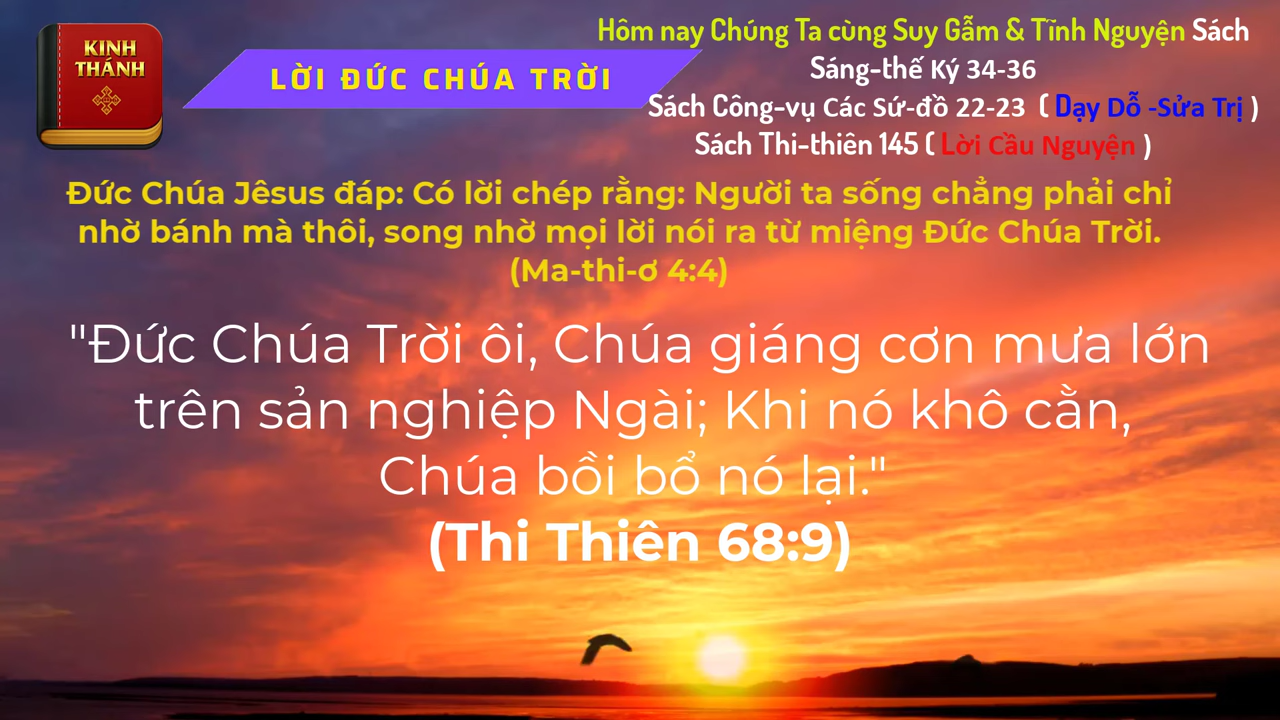 KINH
THÁNH
LỜI ĐỨC CHÚA TRỜI
Hôm nay Chúng Ta cùng Suy Gẫm & Tĩnh Nguyện Sách
Sáng-thế Ký 34-36
Sách Công-vụ Các Sứ-đồ 22-23 ( Dạy Dỗ -Sửa Trị )
Sách Thi-thiên 145 ( Lời Cầu Nguyện )
Đức Chúa Jêsus đáp: Có lời chép rằng: Người ta sống chẳng phải chỉ
nhờ bánh mà thôi, song nhờ mọi lời nói ra từ miệng Đức Chúa Trời.
(Ma-thi-ơ 4:4)
"Đức Chúa Trời ôi, Chúa giáng cơn mưa lớn
trên sản nghiệp Ngài; Khi nó khô cằn,
Chúa bồi bổ nó lại."
(Thi Thiên 68:9)